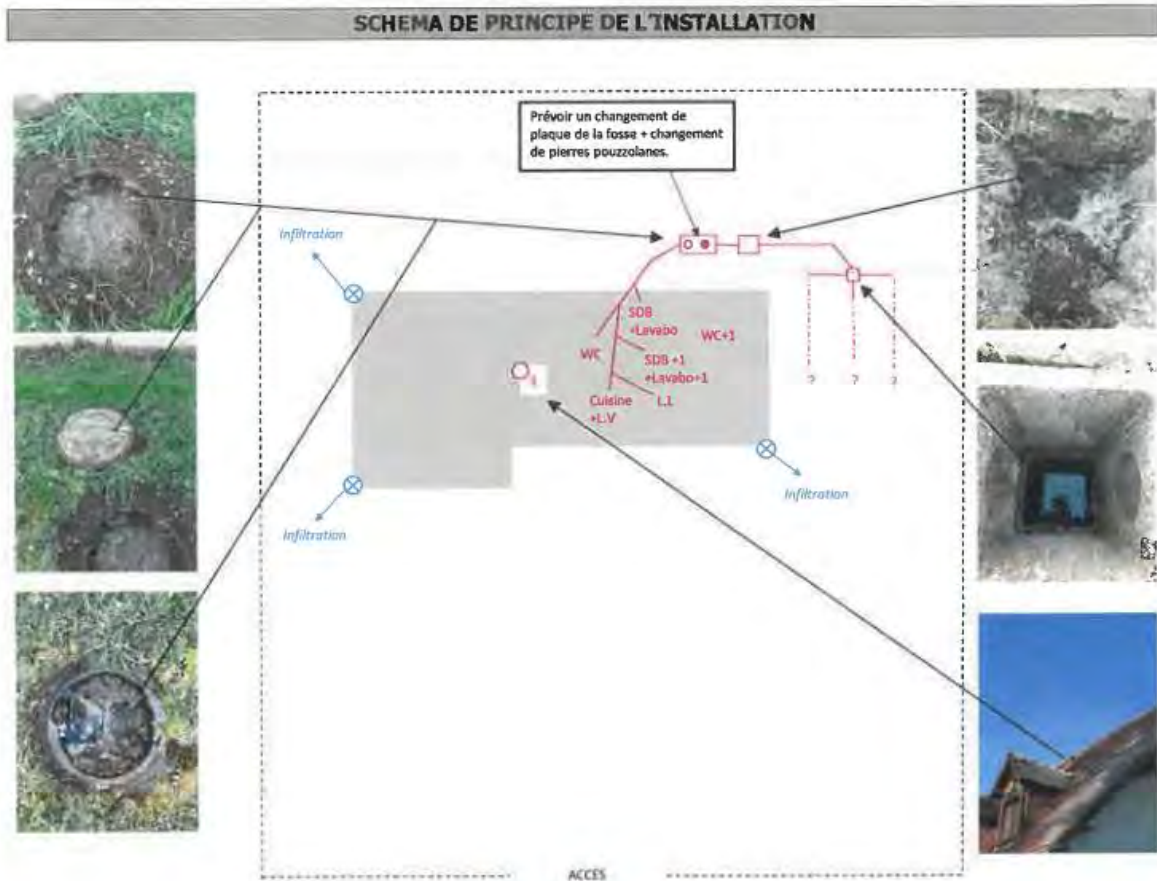 SCHEMA DE PRINCIPE DE L'INSTALLATION
Prévoir un changement de
plaque de la fosse + changement
de pierres pouzzolanes.
Infiltration
SDB
+Lavabo
WC+1
WC
SDB +1
+Lavabo+1
Cuisine
+L.V
L.L
? ? ?
Infiltration
Infiltration
ACCES